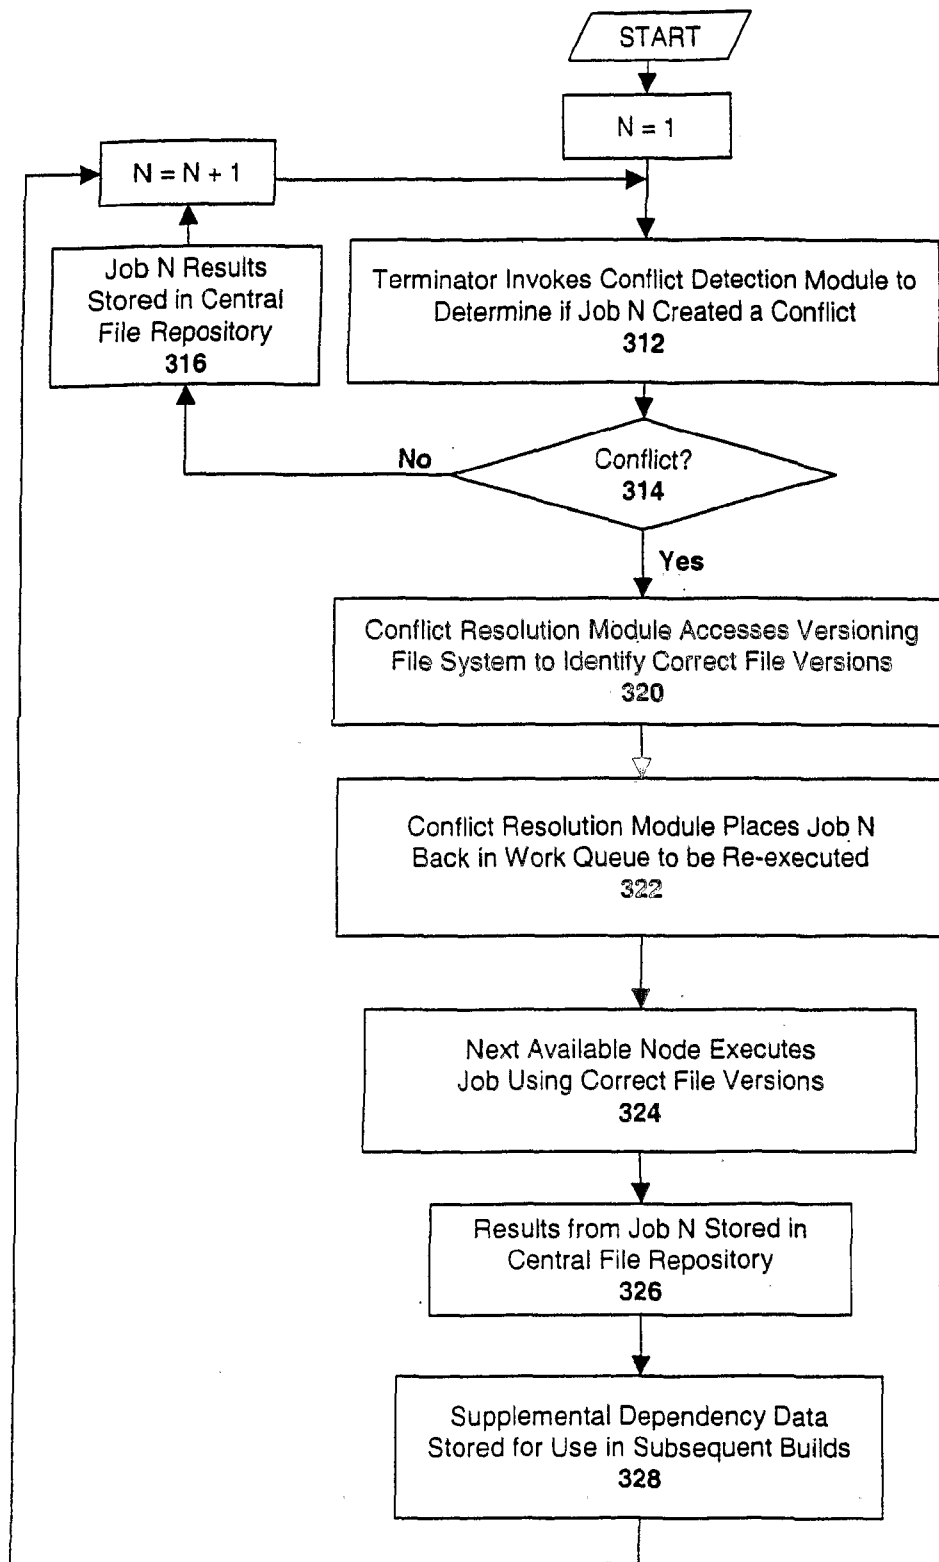 START
N = 1
N = N + 1
Job N Results
Stored in Central
File Repository
316
Terminator Invokes Conflict Detection Module to
Determine if Job N Created a Conflict
312
No
Conflict?
314
Yes
Conflict Resolution Module Accesses Versioning
File System to Identify Correct File Versions
320
Conflict Resolution Module Places Job N
Back in Work Queue to be Re-executed
322
Next Available Node Executes
Job Using Correct File Versions
324
Results from Job N Stored in
Central File Repository
326
Supplemental Dependency Data
Stored for Use in Subsequent Builds
328